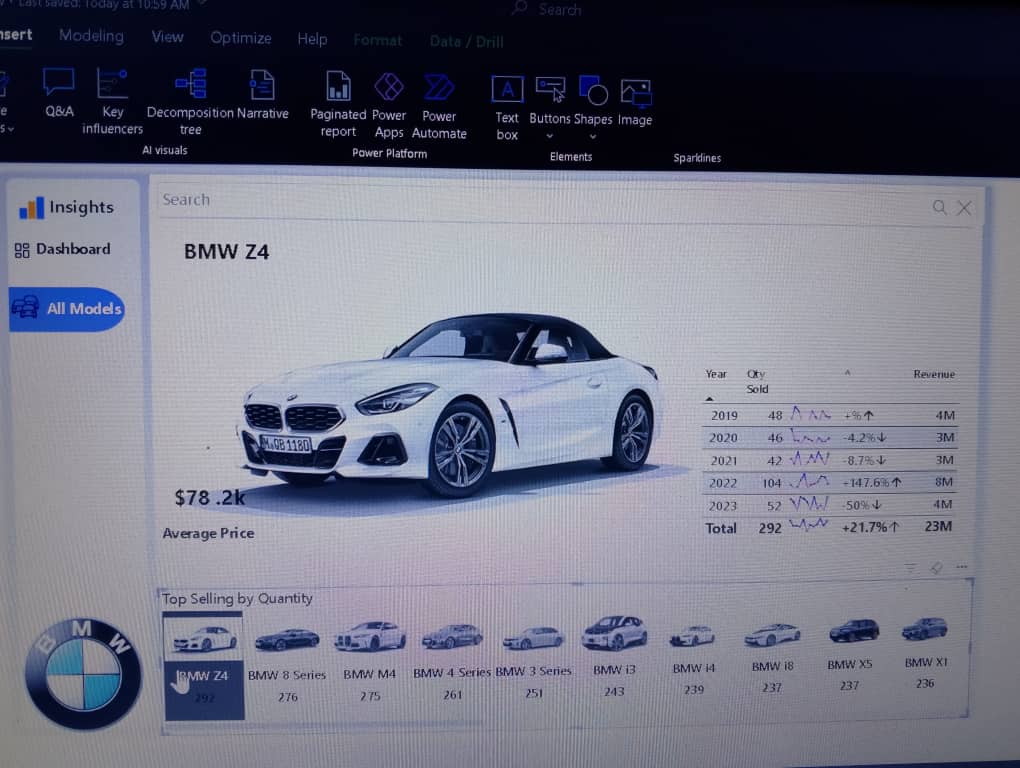 Last saved: Today at 10:59 AM
Search
nsert Modeling View Optimize Help Format Data / Drill
Q&A
Key influencers
Decomposition tree
Narrative
AI visuals
Paginated report
Power Apps
Power Automate
Power Platform
A
Text box
Buttons
Shapes
Image
Elements
Sparklines
Insights
Dashboard
All Models
Search
BMW Z4
$78 .2k
Average Price
Year Qty Sold ^ Revenue
2019 48 +%↑ 4M
2020 46 -4.2%↓ 3M
2021 42 -8.7%↓ 3M
2022 104 +147.6%↑ 8M
2023 52 -50%↓ 4M
Total 292 +21.7%↑ 23M
Top Selling by Quantity
BMW Z4 BMW 8 Series BMW M4 BMW 4 Series BMW 3 Series BMW i3 BMW i4 BMW i8 BMW X5 BMW X1
292 276 275 261 251 243 239 237 237 236
BMW